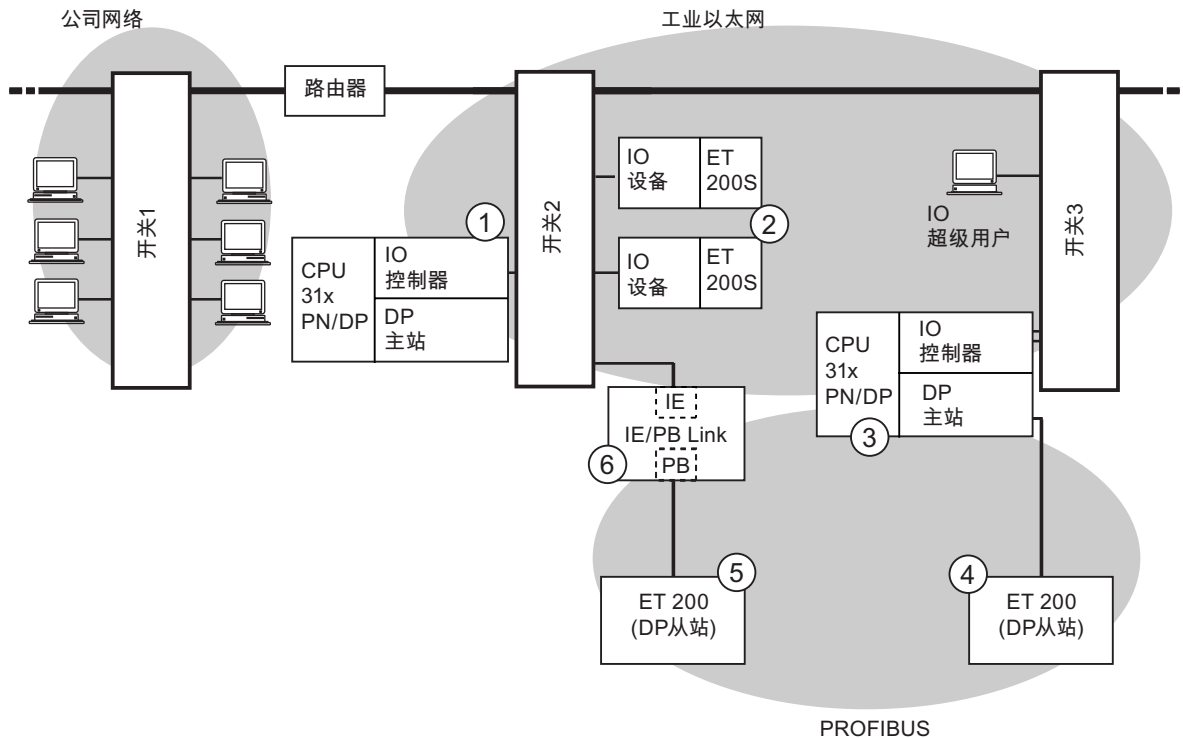 公司网络
工业以太网
路由器
开关1
开关2
开关3
IO
设备
ET
200S
②
IO
设备
ET
200S
①
CPU
31x
PN/DP
IO
控制器
DP
主站
IO
超级用户
CPU
31x
PN/DP
IO
控制器
DP
主站
③
IE
IE/PB Link
PB
⑥
⑤
ET 200
(DP从站)
④
ET 200
(DP从站)
PROFIBUS